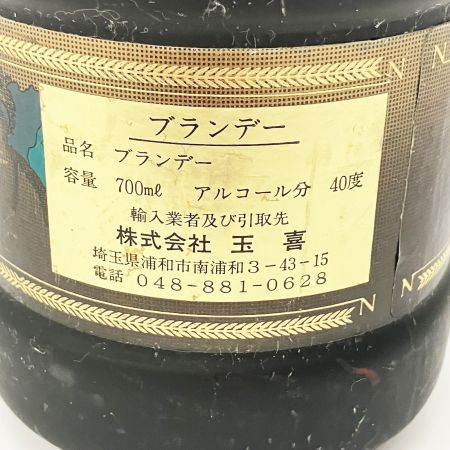 ブランデー
品名 ブランデー
容量 700mℓ アルコール分 40度
輸入業者及び引取先
株式会社 玉喜
埼玉県浦和市南浦和3-43-15
電話 048-881-0628
N
N
N
N